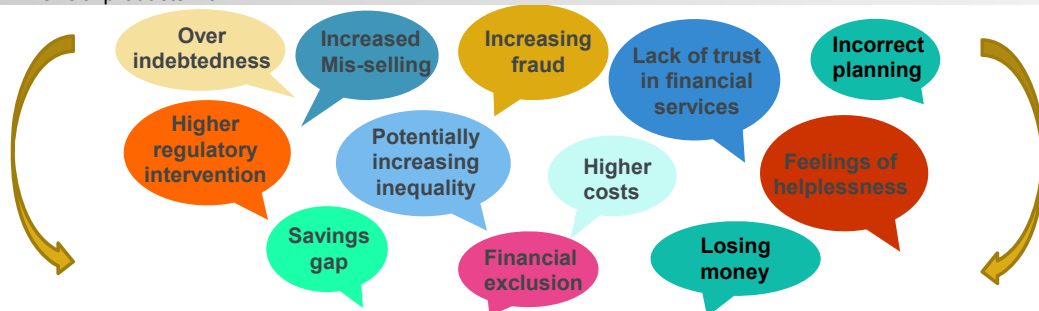 Over
indebtedness
Increased
Mis-selling
Increasing
fraud
Lack of trust
in financial
services
Incorrect
planning
Higher
regulatory
intervention
Potentially
increasing
inequality
Higher
costs
Feelings of
helplessness
Savings
gap
Financial
exclusion
Losing
money